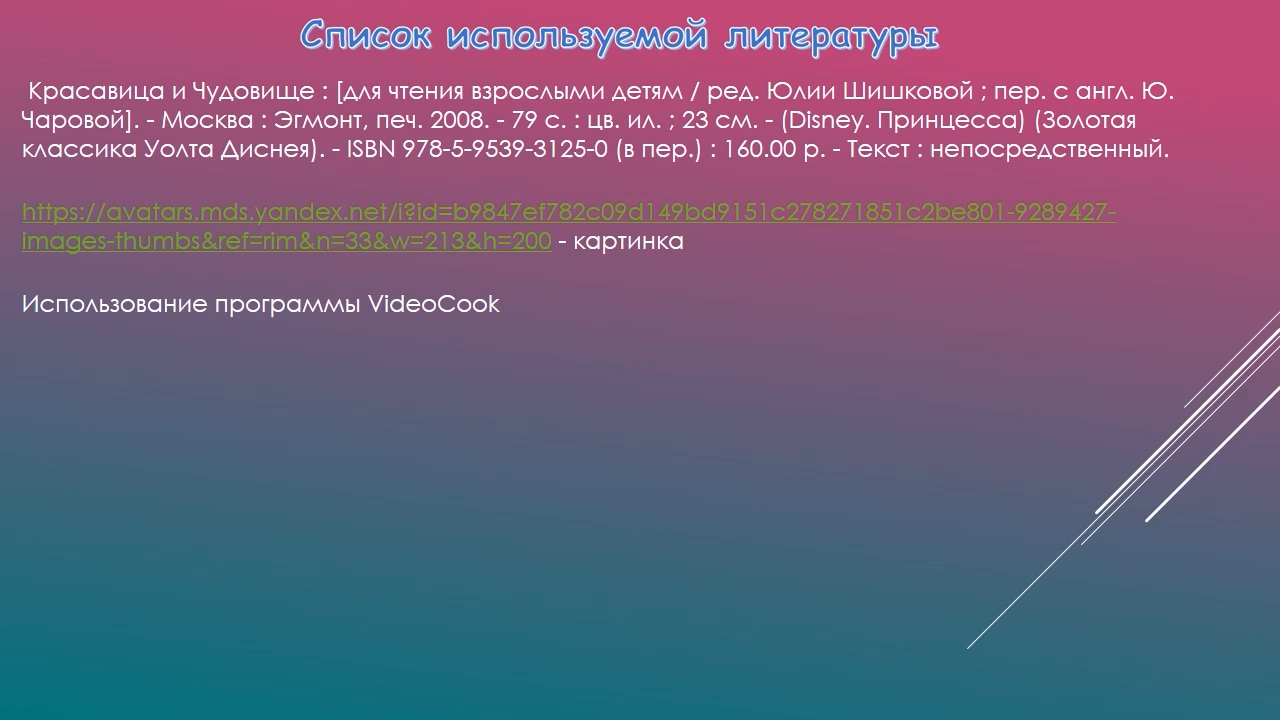 Список используемой литературы
Красавица и Чудовище : [для чтения взрослыми детям / ред. Юлии Шишковой ; пер. с англ. Ю.
Чаровой]. - Москва : Эгмонт, печ. 2008. - 79 с. : цв. ил. ; 23 см. - (Disney. Принцесса) (Золотая
классика Уолта Диснея). - ISBN 978-5-9539-3125-0 (в пер.) : 160.00 р. - Текст : непосредственный.
https://avatars.mds.yandex.net/i?id=b9847ef782c09d149bd9151c278271851c2be801-9289427-
images-thumbs&ref=rim&n=33&w=213&h=200 - картинка
Использование программы VideoCook